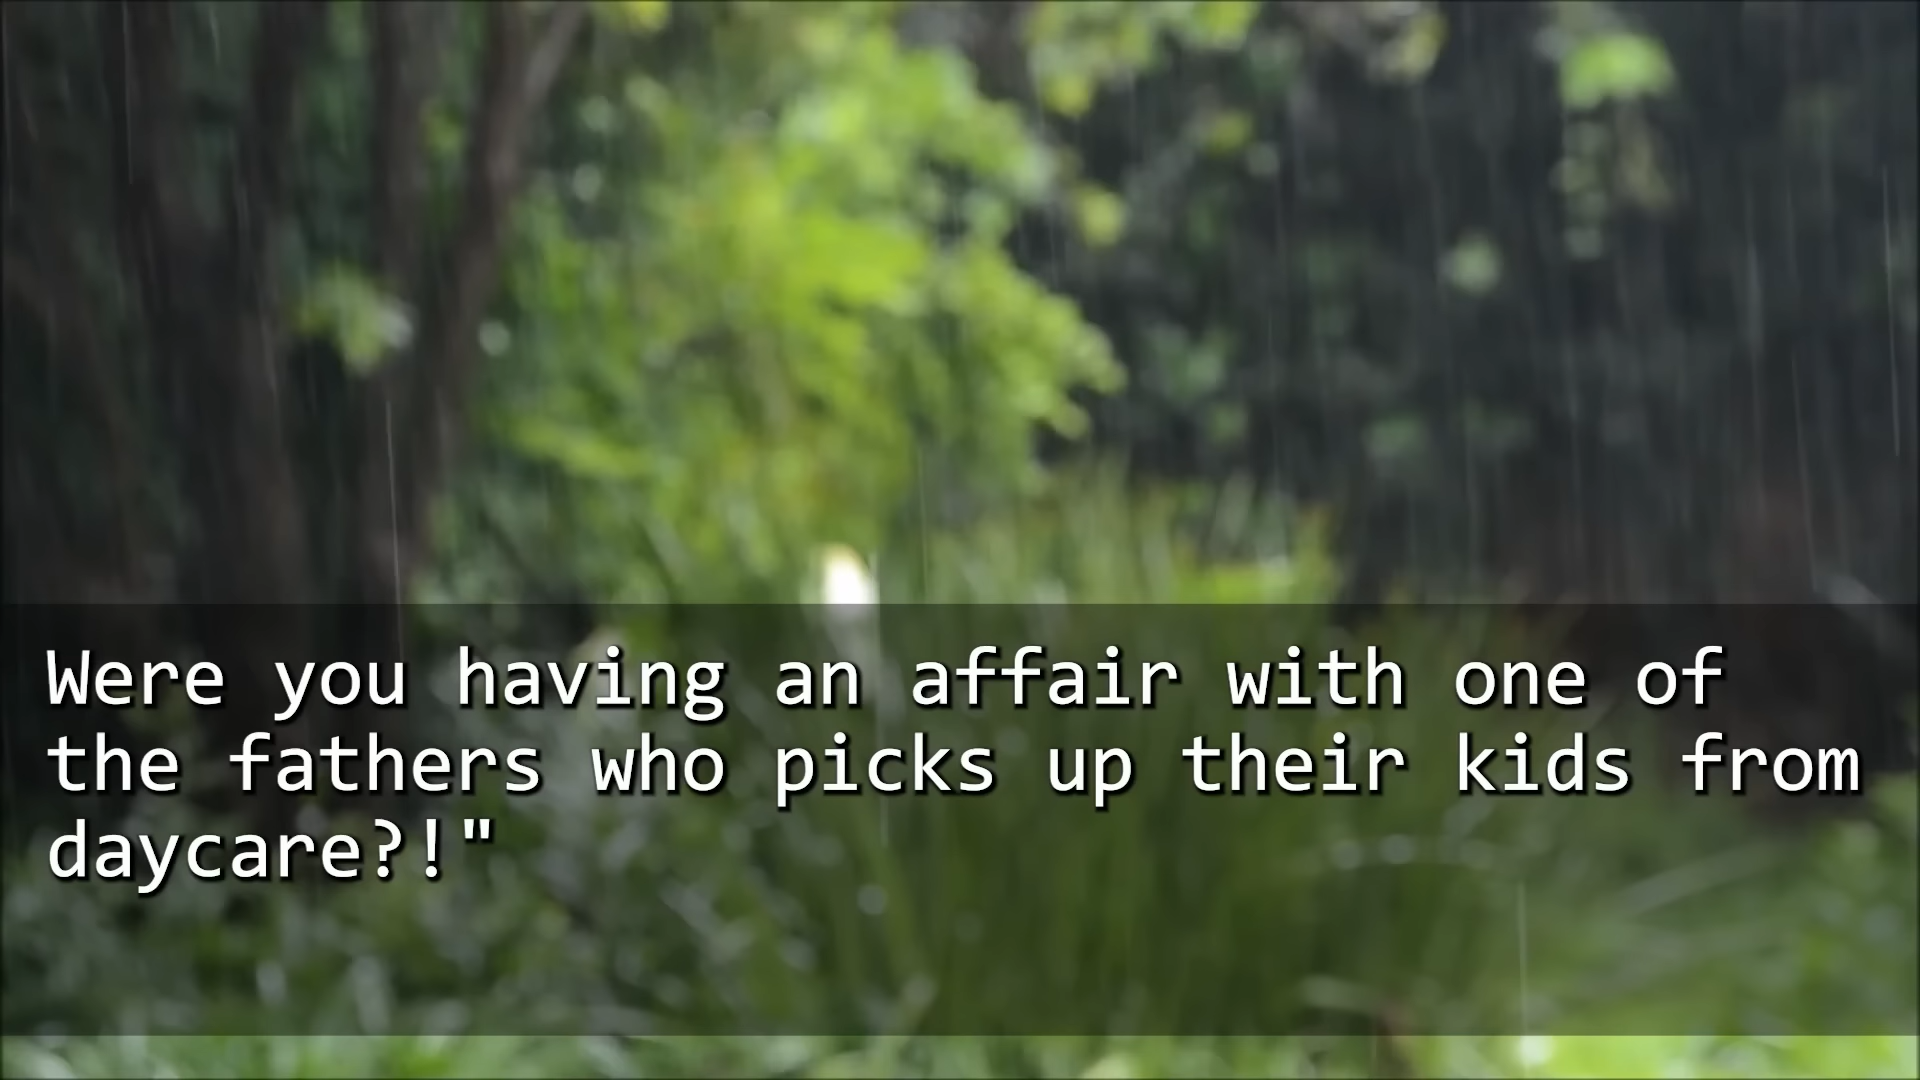 Were you having an affair with one of
the fathers who picks up their kids from
daycare?!"